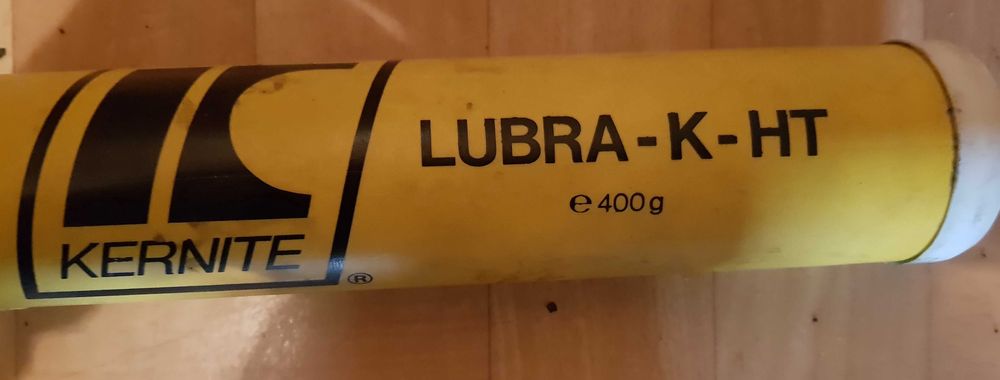 KERNITE
®
LUBRA-K-HT
℮ 400g